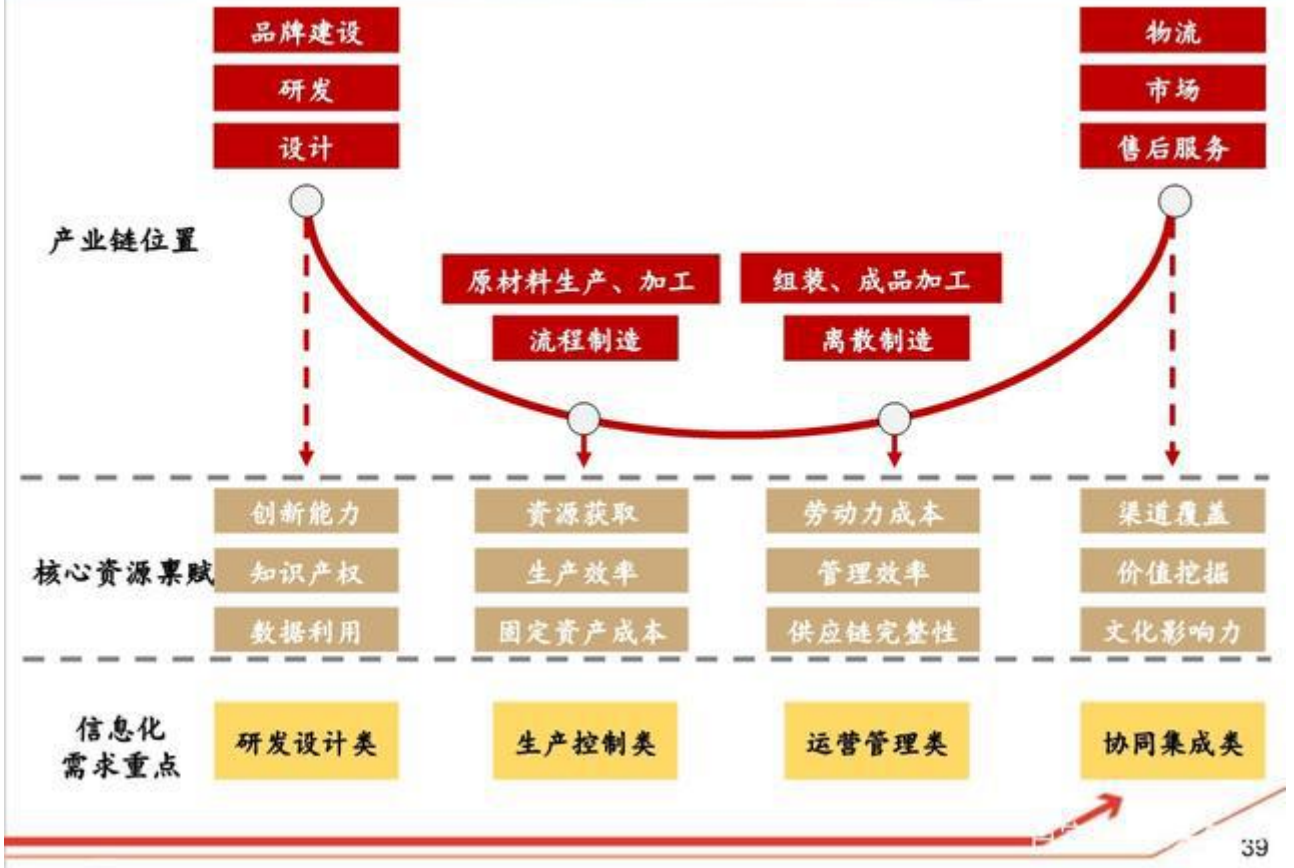 品牌建设
研发
设计
物流
市场
售后服务
产业链位置
原材料生产、加工
流程制造
组装、成品加工
离散制造
核心资源禀赋
创新能力
资源获取
劳动力成本
渠道覆盖
知识产权
生产效率
管理效率
价值挖掘
数据利用
固定资产成本
供应链完整性
文化影响力
信息化
需求重点
研发设计类
生产控制类
运营管理类
协同集成类
39